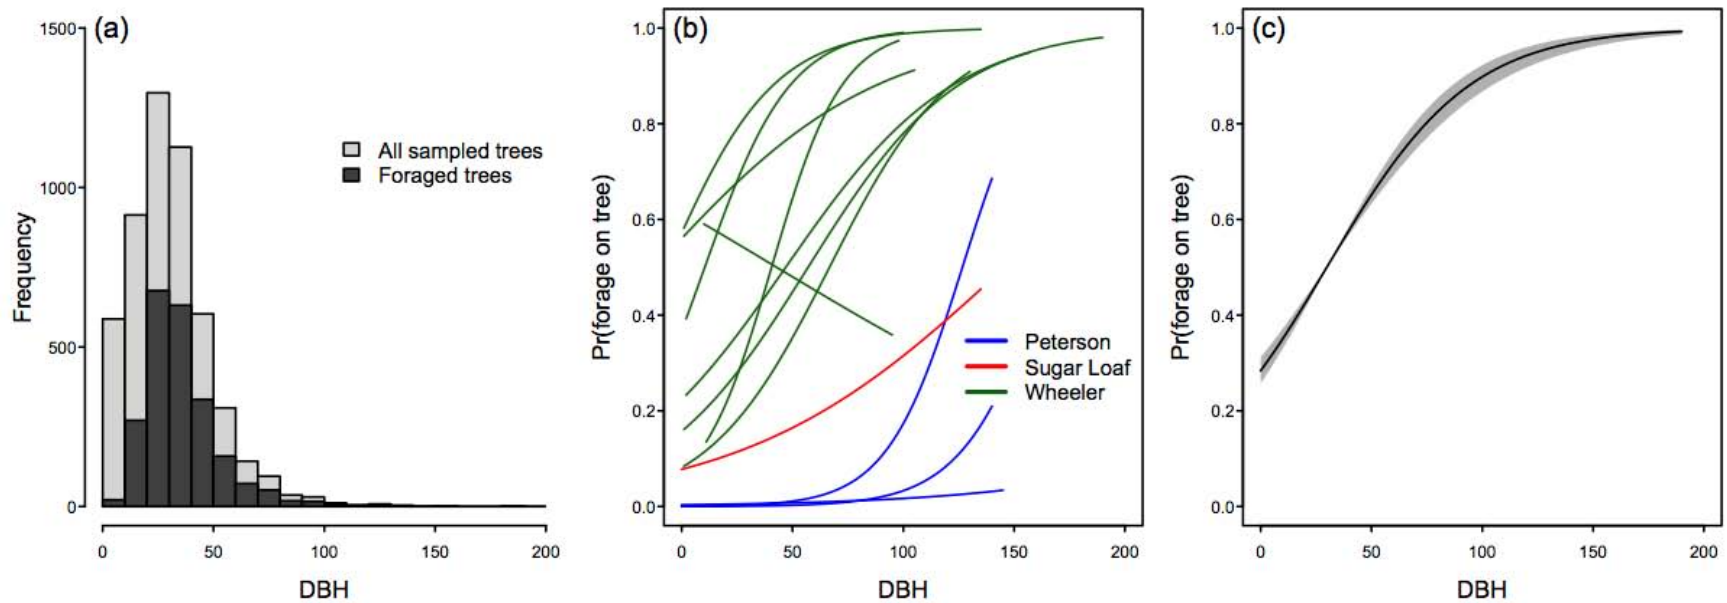 (a)
1500
1000
500
0
Frequency
All sampled trees
Foraged trees
0 50 100 150 200
DBH
(b)
1.0
0.8
0.6
0.4
0.2
0.0
Pr(forage on tree)
Peterson
Sugar Loaf
Wheeler
0 50 100 150 200
DBH
(c)
1.0
0.8
0.6
0.4
0.2
0.0
Pr(forage on tree)
0 50 100 150 200
DBH